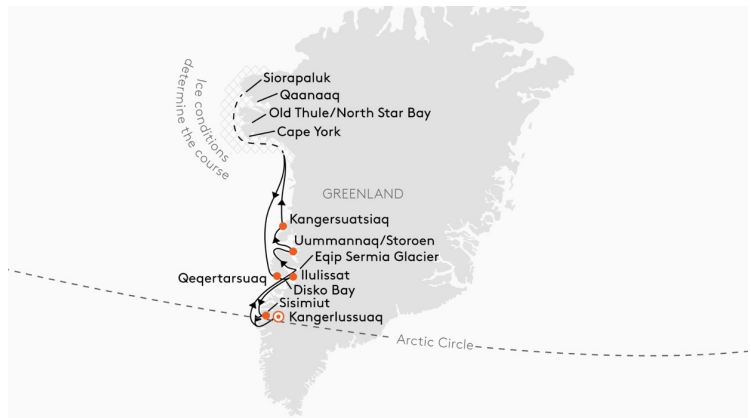 Siorapaluk
Qaanaaq
Old Thule/North Star Bay
Cape York
Ice conditions
determine the course
GREENLAND
Kangersuatsiaq
Uummannaq/Storoen
Eqip Sermia Glacier
Qeqertarsuaq
Ilulissat
Disko Bay
Sisimiut
Kangerlussuaq
Arctic Circle